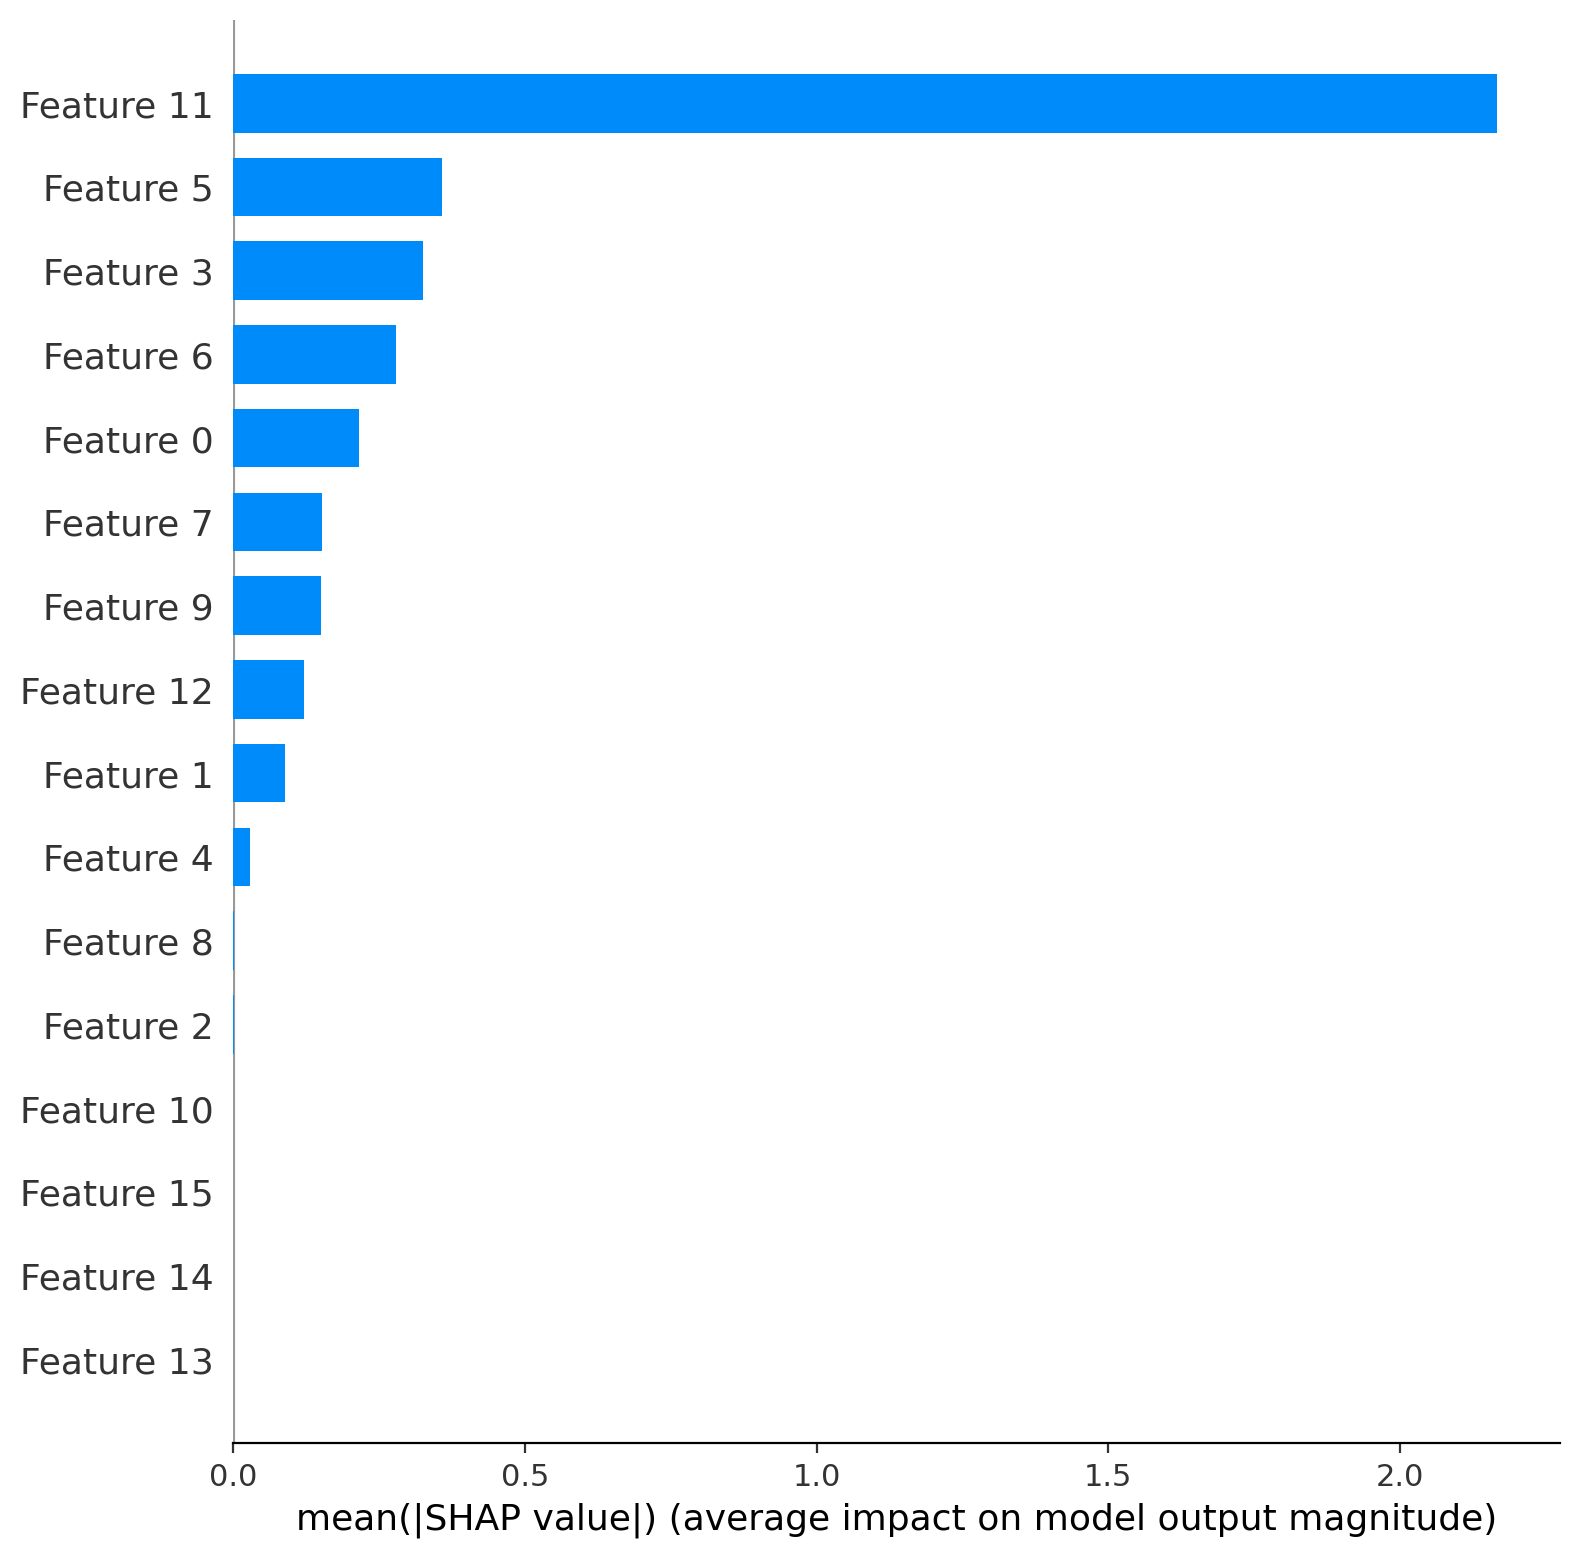 Feature 11
Feature 5
Feature 3
Feature 6
Feature 0
Feature 7
Feature 9
Feature 12
Feature 1
Feature 4
Feature 8
Feature 2
Feature 10
Feature 15
Feature 14
Feature 13
0.0 0.5 1.0 1.5 2.0
mean(|SHAP value|) (average impact on model output magnitude)